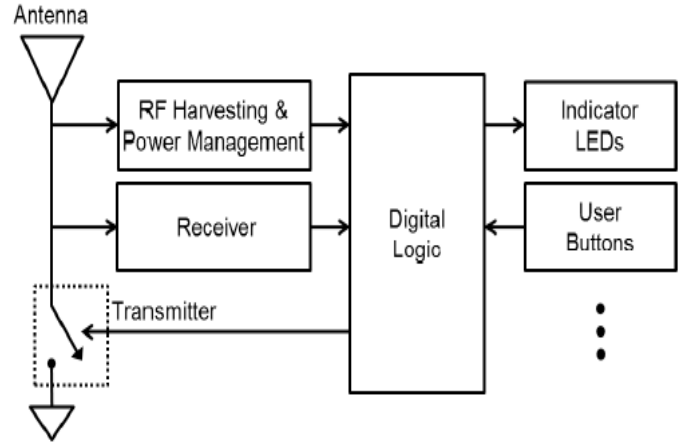 Antenna
RF Harvesting &
Power Management
Receiver
Transmitter
Digital
Logic
Indicator
LEDs
User
Buttons